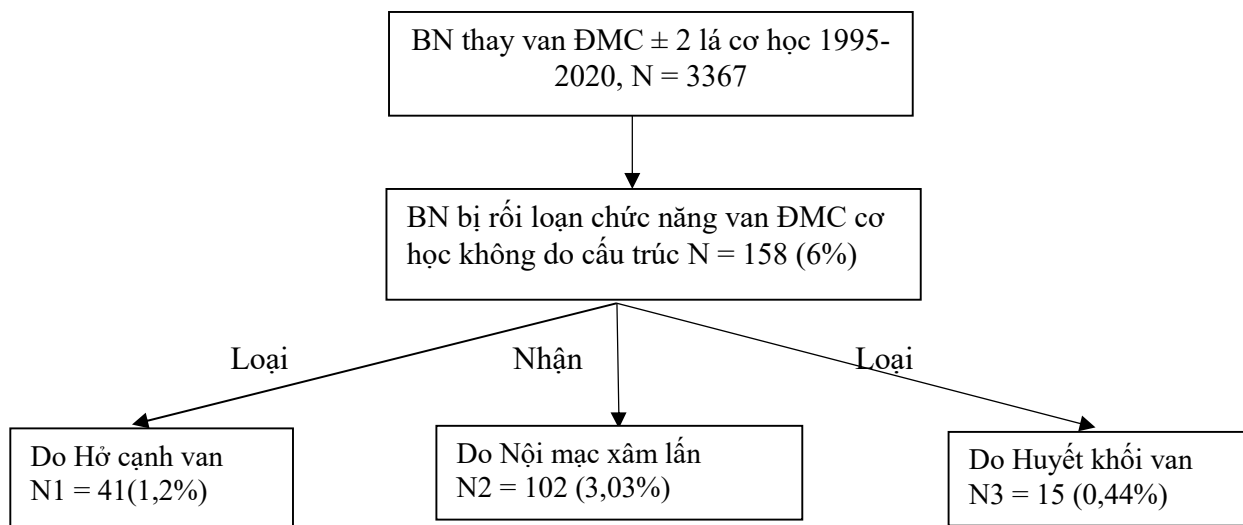 BN thay van ĐMC ± 2 lá cơ học 1995-
2020, N = 3367
BN bị rối loạn chức năng van ĐMC cơ
học không do cấu trúc N = 158 (6%)
Loại
Nhận
Loại
Do Hở cạnh van
N1 = 41(1,2%)
Do Nội mạc xâm lấn
N2 = 102 (3,03%)
Do Huyết khối van
N3 = 15 (0,44%)